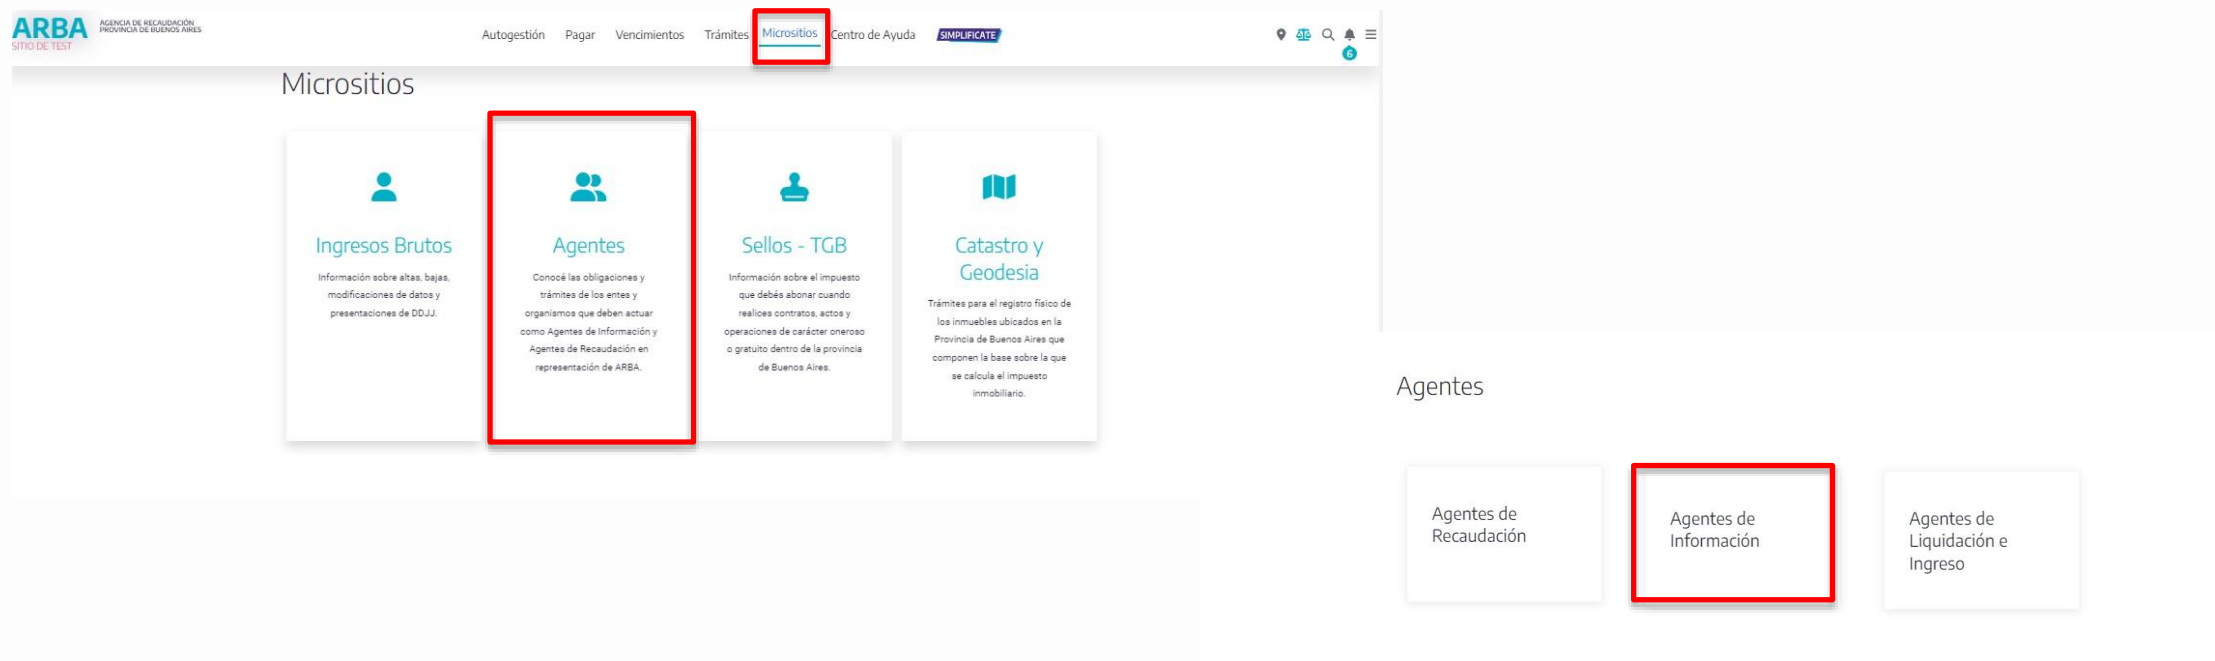 ARBA
AGENCIA DE RECAUDACIÓN
PROVINCIA DE BUENOS AIRES
SITIO DE TEST
Autogestión Pagar Vencimientos Trámites Micrositios Centro de Ayuda SIMPLIFICATE
6
Micrositios
Ingresos Brutos
Información sobre altas, bajas,
modificaciones de datos y
presentaciones de DDJJ.
Agentes
Conocé las obligaciones y
trámites de los entes y
organismos que deben actuar
como Agentes de Información y
Agentes de Recaudación en
representación de ARBA.
Sellos - TGB
Información sobre el impuesto
que debés abonar cuando
realices contratos, actos y
operaciones de carácter oneroso
o gratuito dentro de la provincia
de Buenos Aires.
Catastro y
Geodesia
Trámites para el registro físico de
los inmuebles ubicados en la
Provincia de Buenos Aires que
componen la base sobre la que
se calcula el impuesto
inmobiliario.
Agentes
Agentes de
Recaudación
Agentes de
Información
Agentes de
Liquidación e
Ingreso